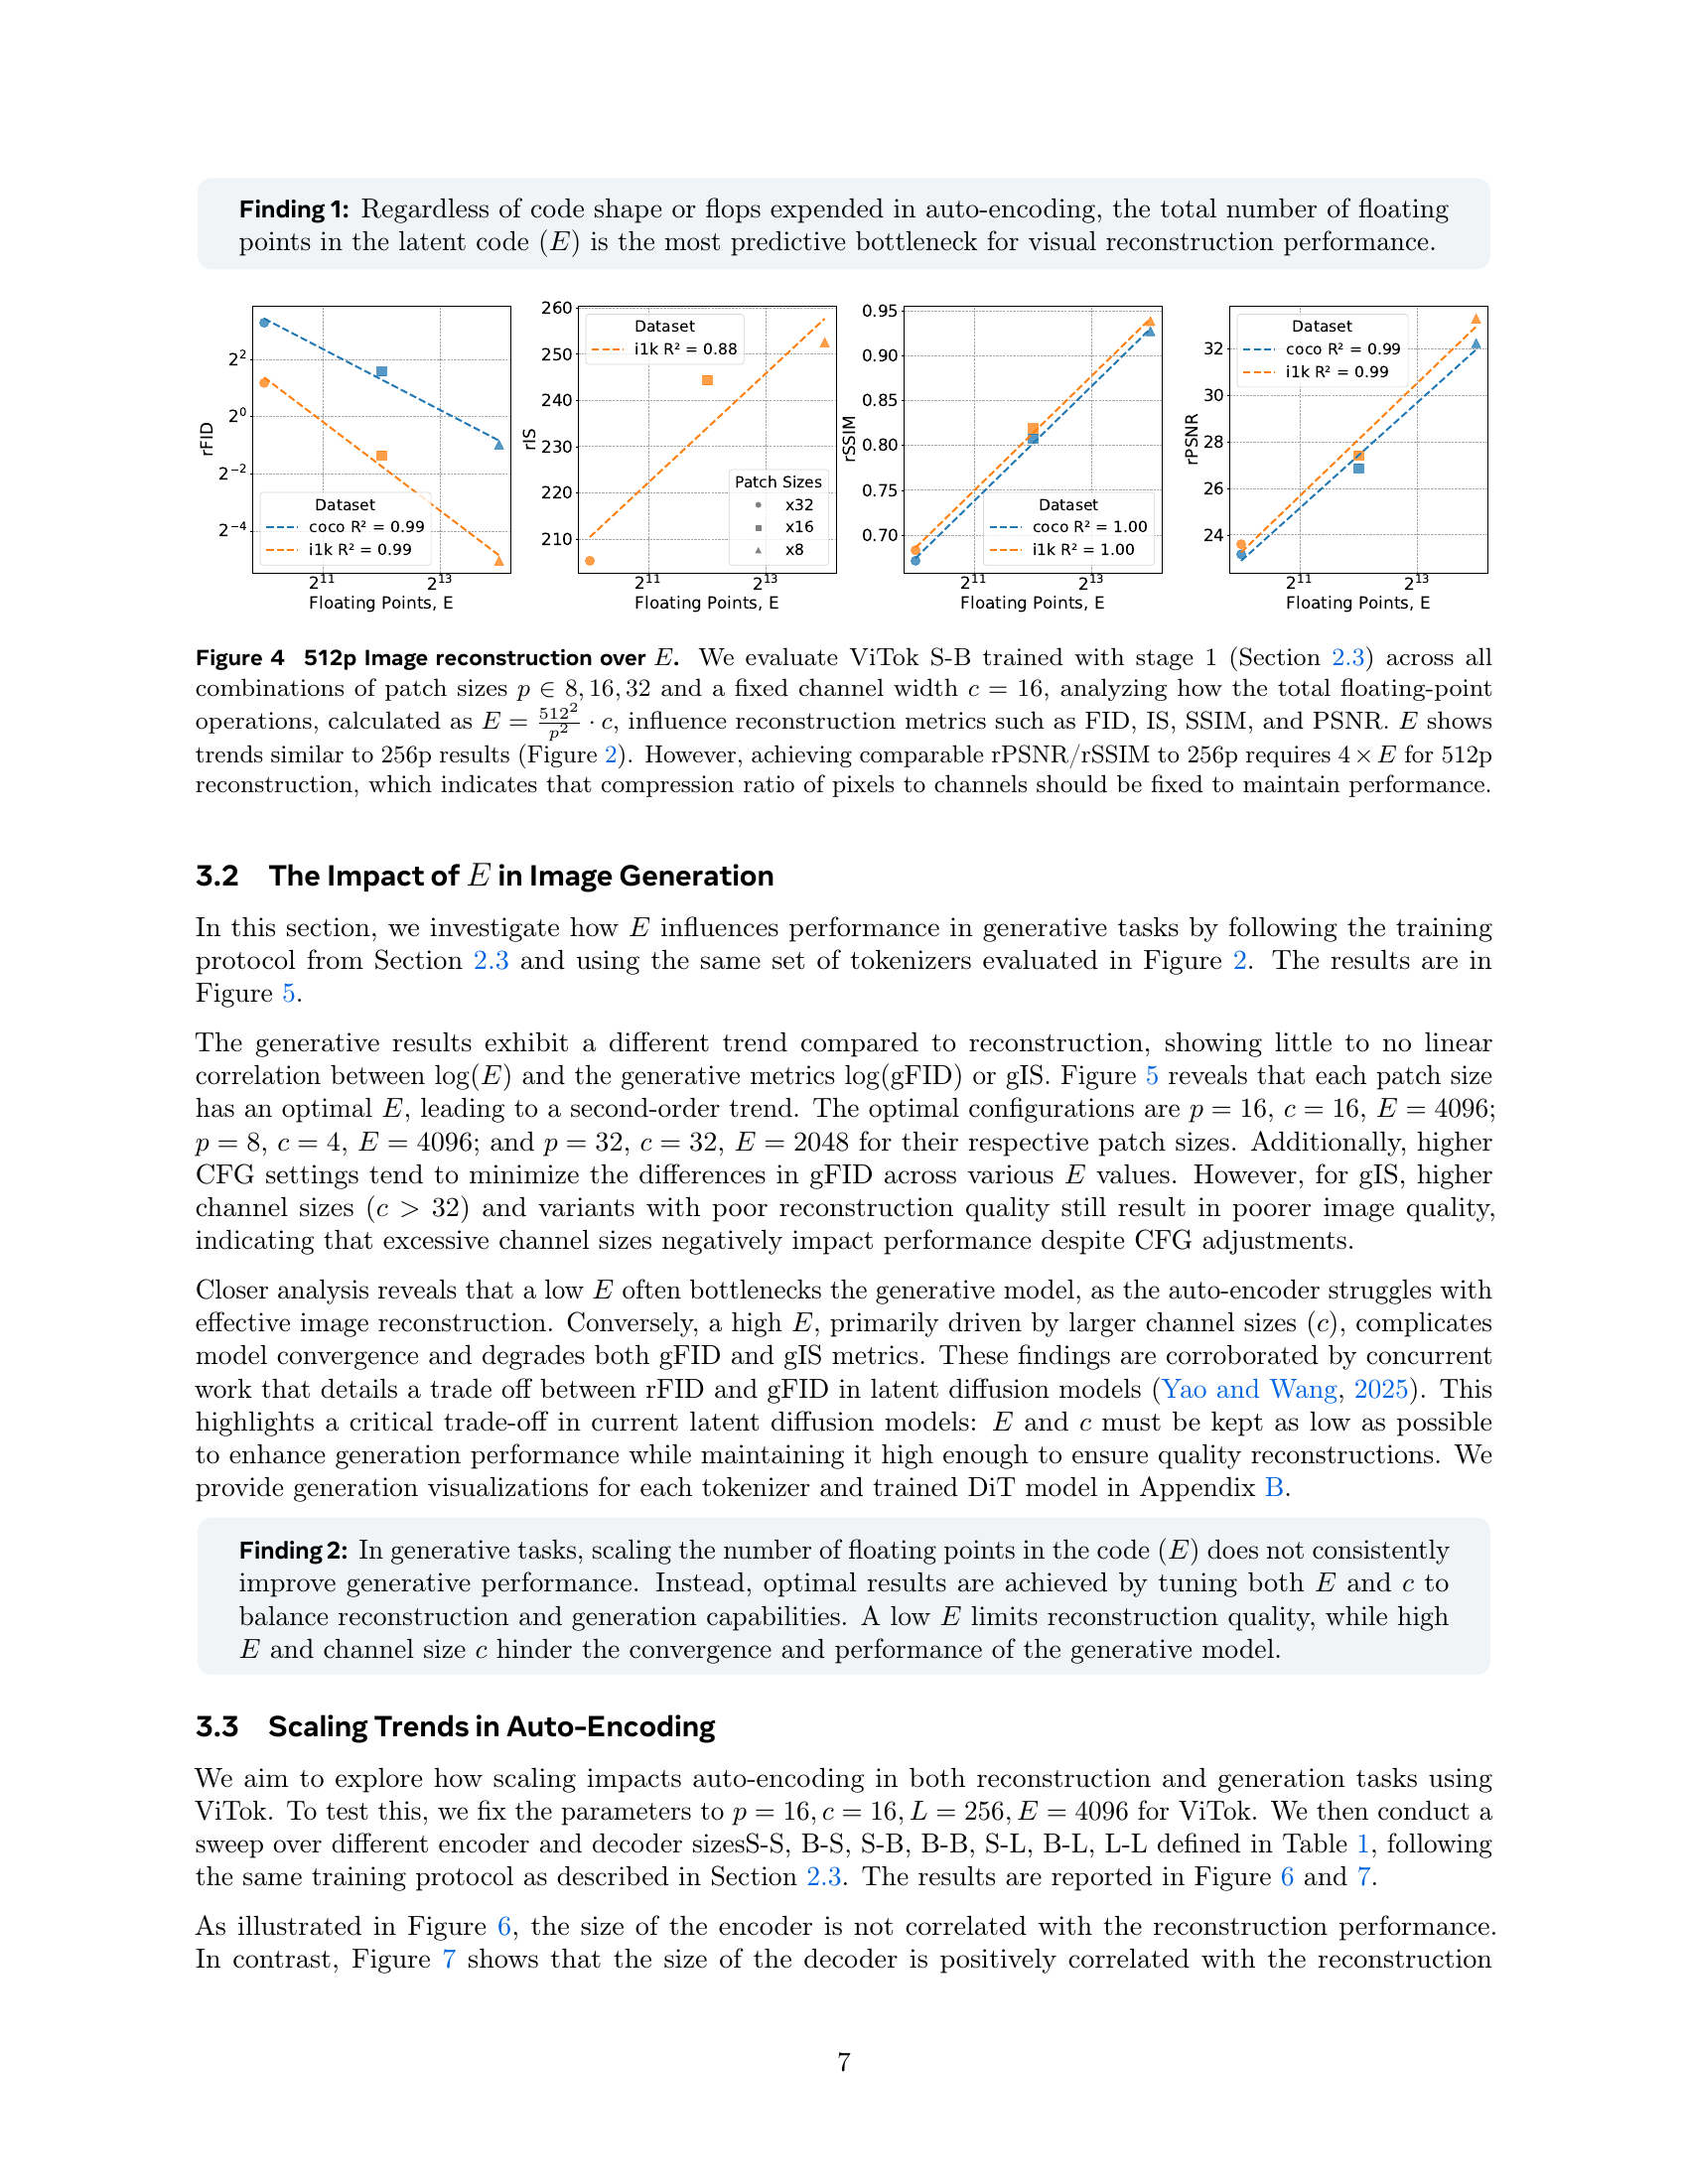 Finding 1: Regardless of code shape or flops expended in auto-encoding, the total number of floating
points in the latent code (E) is the most predictive bottleneck for visual reconstruction performance.
rFID
2²
2⁰
2⁻²
2⁻⁴
Dataset
coco R² = 0.99
i1k R² = 0.99
2¹¹
2¹³
Floating Points, E
rIS
260
250
240
230
220
210
Dataset
i1k R² = 0.88
Patch Sizes
x32
x16
x8
2¹¹
2¹³
Floating Points, E
rSSIM
0.95
0.90
0.85
0.80
0.75
0.70
Dataset
coco R² = 1.00
i1k R² = 1.00
2¹¹
2¹³
Floating Points, E
rPSNR
32
30
28
26
24
Dataset
coco R² = 0.99
i1k R² = 0.99
2¹¹
2¹³
Floating Points, E
Figure 4 512p Image reconstruction over E. We evaluate ViTok S-B trained with stage 1 (Section 2.3) across all
combinations of patch sizes p ∈ 8, 16, 32 and a fixed channel width c = 16, analyzing how the total floating-point
operations, calculated as E = 512²/p² · c, influence reconstruction metrics such as FID, IS, SSIM, and PSNR. E shows
trends similar to 256p results (Figure 2). However, achieving comparable rPSNR/rSSIM to 256p requires 4 × E for 512p
reconstruction, which indicates that compression ratio of pixels to channels should be fixed to maintain performance.
3.2 The Impact of E in Image Generation
In this section, we investigate how E influences performance in generative tasks by following the training
protocol from Section 2.3 and using the same set of tokenizers evaluated in Figure 2. The results are in
Figure 5.
The generative results exhibit a different trend compared to reconstruction, showing little to no linear
correlation between log(E) and the generative metrics log(gFID) or gIS. Figure 5 reveals that each patch size
has an optimal E, leading to a second-order trend. The optimal configurations are p = 16, c = 16, E = 4096;
p = 8, c = 4, E = 4096; and p = 32, c = 32, E = 2048 for their respective patch sizes. Additionally, higher
CFG settings tend to minimize the differences in gFID across various E values. However, for gIS, higher
channel sizes (c > 32) and variants with poor reconstruction quality still result in poorer image quality,
indicating that excessive channel sizes negatively impact performance despite CFG adjustments.
Closer analysis reveals that a low E often bottlenecks the generative model, as the auto-encoder struggles with
effective image reconstruction. Conversely, a high E, primarily driven by larger channel sizes (c), complicates
model convergence and degrades both gFID and gIS metrics. These findings are corroborated by concurrent
work that details a trade off between rFID and gFID in latent diffusion models (Yao and Wang, 2025). This
highlights a critical trade-off in current latent diffusion models: E and c must be kept as low as possible
to enhance generation performance while maintaining it high enough to ensure quality reconstructions. We
provide generation visualizations for each tokenizer and trained DiT model in Appendix B.
Finding 2: In generative tasks, scaling the number of floating points in the code (E) does not consistently
improve generative performance. Instead, optimal results are achieved by tuning both E and c to
balance reconstruction and generation capabilities. A low E limits reconstruction quality, while high
E and channel size c hinder the convergence and performance of the generative model.
3.3 Scaling Trends in Auto-Encoding
We aim to explore how scaling impacts auto-encoding in both reconstruction and generation tasks using
ViTok. To test this, we fix the parameters to p = 16, c = 16, L = 256, E = 4096 for ViTok. We then conduct a
sweep over different encoder and decoder sizesS-S, B-S, S-B, B-B, S-L, B-L, L-L defined in Table 1, following
the same training protocol as described in Section 2.3. The results are reported in Figure 6 and 7.
As illustrated in Figure 6, the size of the encoder is not correlated with the reconstruction performance.
In contrast, Figure 7 shows that the size of the decoder is positively correlated with the reconstruction
7